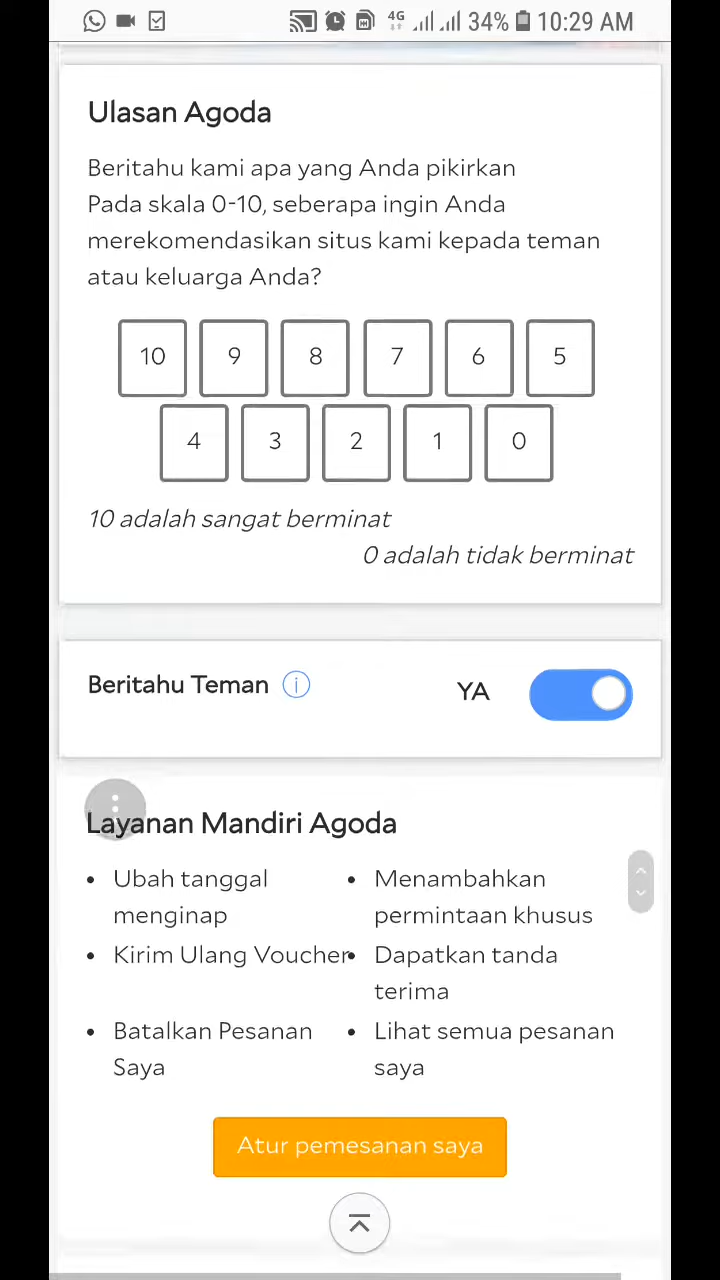 4G 34% 10:29 AM
Ulasan Agoda
Beritahu kami apa yang Anda pikirkan
Pada skala 0-10, seberapa ingin Anda
merekomendasikan situs kami kepada teman
atau keluarga Anda?
10 9 8 7 6 5
4 3 2 1 0
10 adalah sangat berminat
0 adalah tidak berminat
Beritahu Teman i YA
Layanan Mandiri Agoda
• Ubah tanggal
menginap
• Menambahkan
permintaan khusus
• Kirim Ulang Voucher
• Dapatkan tanda
terima
• Batalkan Pesanan
Saya
• Lihat semua pesanan
saya
Atur pemesanan saya